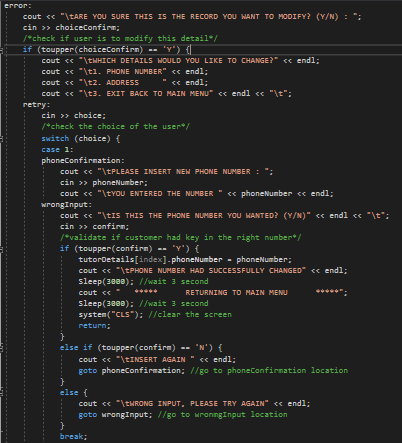 error:
cout << "\tARE YOU SURE THIS IS THE RECORD YOU WANT TO MODIFY? (Y/N) : ";
cin >> choiceConfirm;
/*check if user is to modify this detail*/
if (toupper(choiceConfirm) == 'Y') {
cout << "\tWHICH DETAILS WOULD YOU LIKE TO CHANGE?" << endl;
cout << "\t1. PHONE NUMBER" << endl;
cout << "\t2. ADDRESS      " << endl;
cout << "\t3. EXIT BACK TO MAIN MENU" << endl << "\t";
retry:
cin >> choice;
/*check the choice of the user*/
switch (choice) {
case 1:
phoneConfirmation:
cout << "\tPLEASE INSERT NEW PHONE NUMBER : ";
cin >> phoneNumber;
cout << "\tYOU ENTERED THE NUMBER " << phoneNumber << endl;
wrongInput:
cout << "\tIS THIS THE PHONE NUMBER YOU WANTED? (Y/N)" << endl << "\t";
cin >> confirm;
/*validate if customer had key in the right number*/
if (toupper(confirm) == 'Y') {
tutorDetails[index].phoneNumber = phoneNumber;
cout << "\tPHONE NUMBER HAD SUCCESSFULLY CHANGED" << endl;
Sleep(3000); //wait 3 second
cout << "   *****      RETURNING TO MAIN MENU      *****";
Sleep(3000); //wait 3 second
system("CLS"); //clear the screen
return;
}
else if (toupper(confirm) == 'N') {
cout << "\tINSERT AGAIN " << endl;
goto phoneConfirmation; //go to phoneConfirmation location
}
else {
cout << "\tWRONG INPUT, PLEASE TRY AGAIN" << endl;
goto wrongInput; //go to wronmgInput location
}
break;